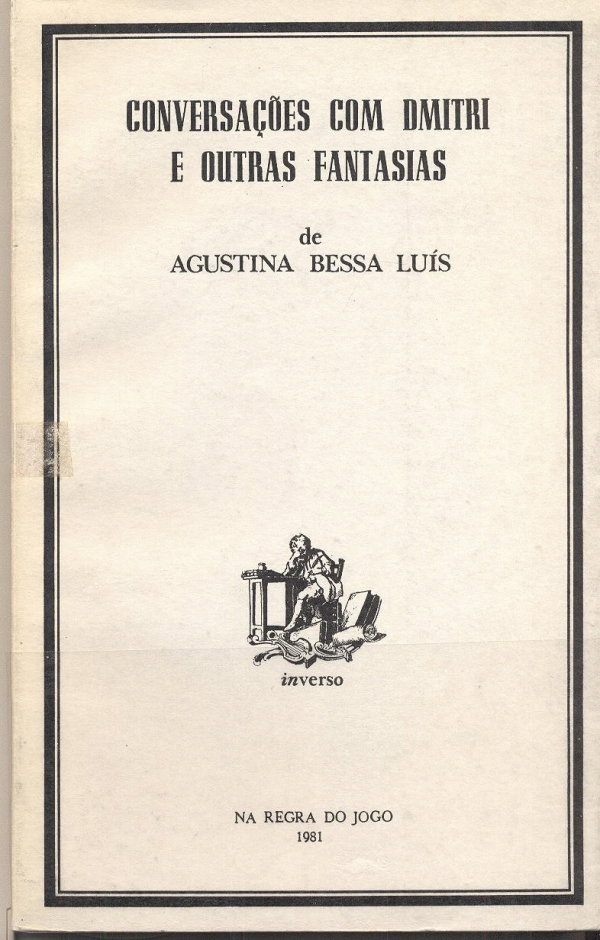 CONVERSAÇÕES COM DMITRI
E OUTRAS FANTASIAS
de
AGUSTINA BESSA LUÍS
inverso
NA REGRA DO JOGO
1981